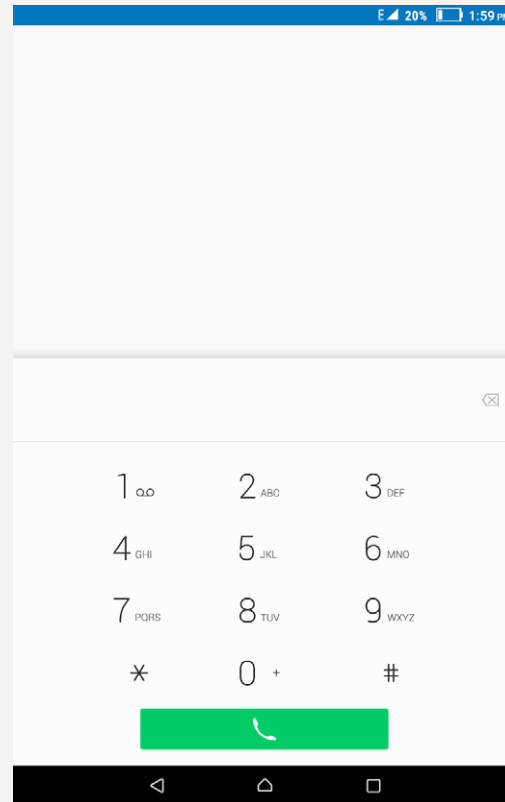 E 20% 1:59 PM
1
2 ABC
3 DEF
4 GHI
5 JKL
6 MNO
7 PQRS
8 TUV
9 WXYZ
*
0 +
#